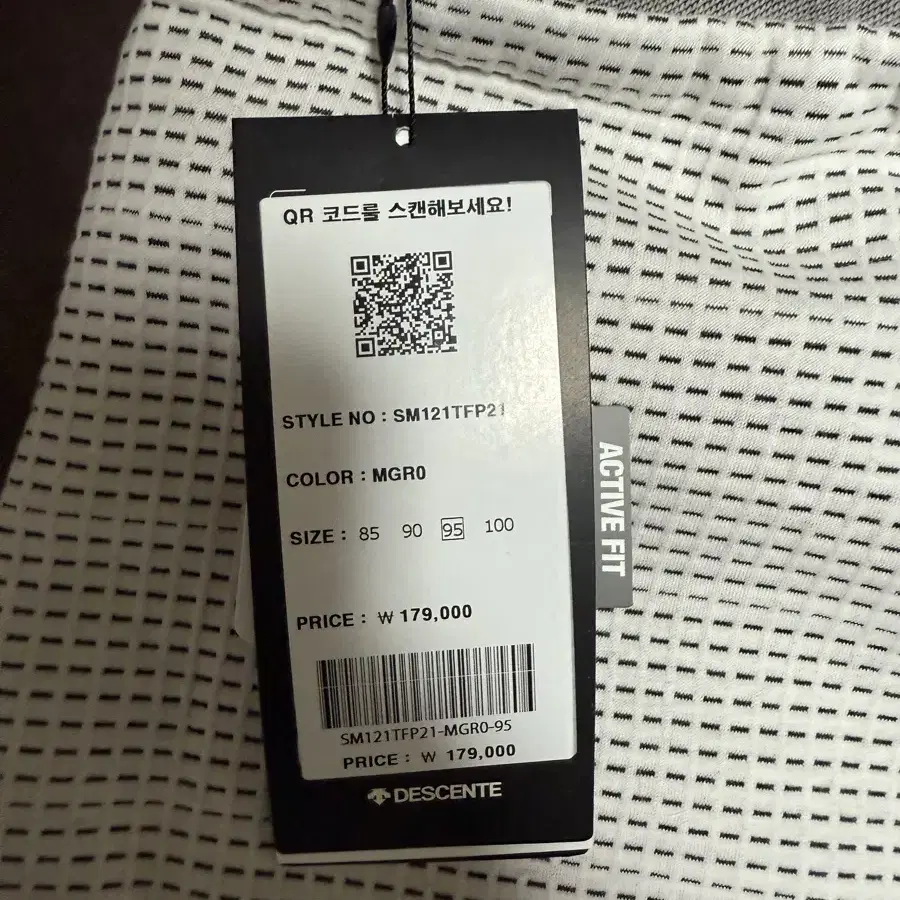 QR 코드를 스캔해보세요!
STYLE NO : SM121TFP21
COLOR : MGR0
SIZE : 85 90 95 100
PRICE : ₩ 179,000
SM121TFP21-MGR0-95
PRICE : ₩ 179,000
DESCENTE
ACTIVE FIT